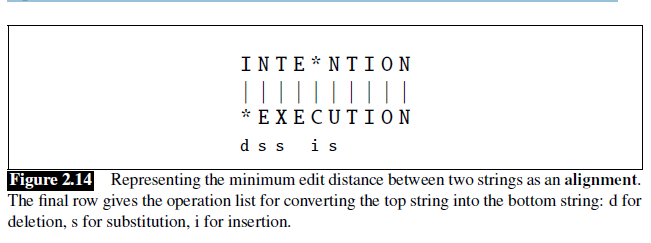 I N T E * N T I O N
| | | | | | | | | |
* E X E C U T I O N
d s s i s
Figure 2.14 Representing the minimum edit distance between two strings as an alignment.
The final row gives the operation list for converting the top string into the bottom string: d for
deletion, s for substitution, i for insertion.